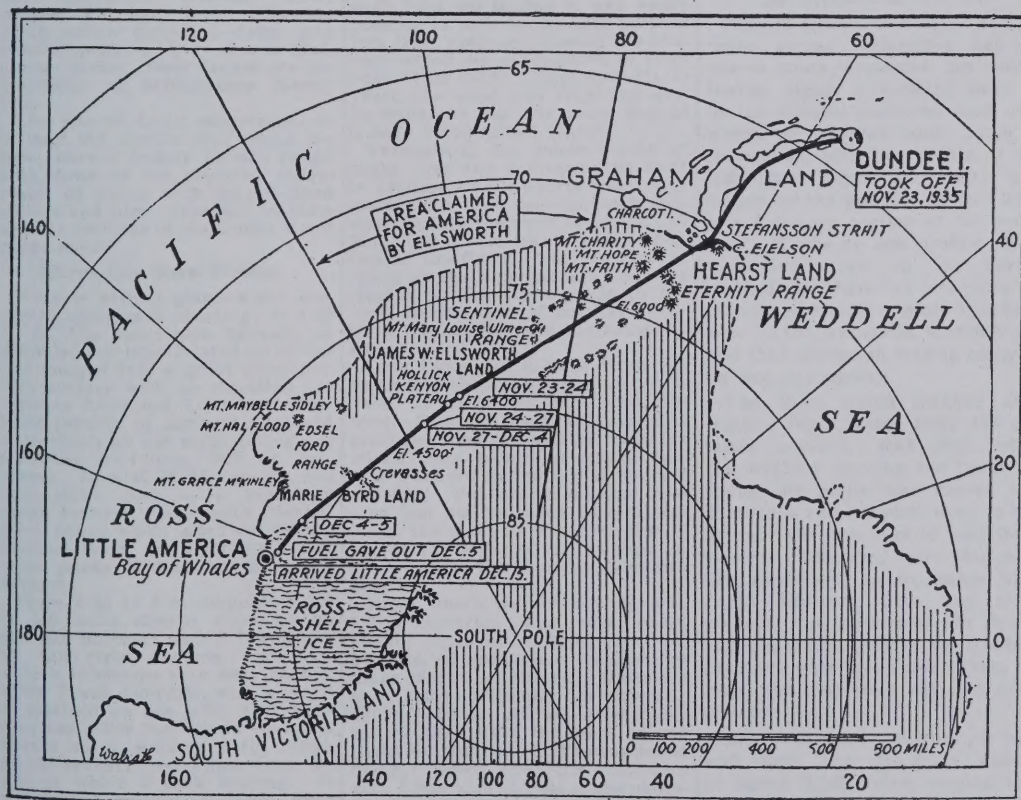 120
100
80
60
65
PACIFIC OCEAN
70
GRAHAM LAND
DUNDEE I.
TOOK OFF
NOV. 23, 1935
CHARCOT I.
AREA CLAIMED
FOR AMERICA
BY ELLSWORTH
140
STEFANSSON STRAIT
C. EIELSON
40
MT. CHARITY
MT. HOPE
MT. FAITH
HEARST LAND
ETERNITY RANGE
75
El. 6000
WEDDELL
SEA
SENTINEL
Mt. Mary Louise Ulmer
RANGE
JAMES W. ELLSWORTH
LAND
HOLLICK
KENYON
PLATEAU
El. 6400'
NOV. 23-24
NOV. 24-27
NOV. 27-DEC. 4
El. 4500'
MT. MAYBELLE SIDLEY
MT. HAL FLOOD
EDSEL
FORD
RANGE
Crevasses
160
20
MT. GRACE McKINLEY
MARIE BYRD LAND
ROSS
DEC 4-5
85
LITTLE AMERICA
Bay of Whales
FUEL GAVE OUT DEC. 5
ARRIVED LITTLE AMERICA DEC. 15.
ROSS
SHELF
ICE
180
SOUTH POLE
0
SEA
SOUTH VICTORIA LAND
Walrath
0 100 200 400 600 800 MILES
160
140
120
100
80
60
40
20